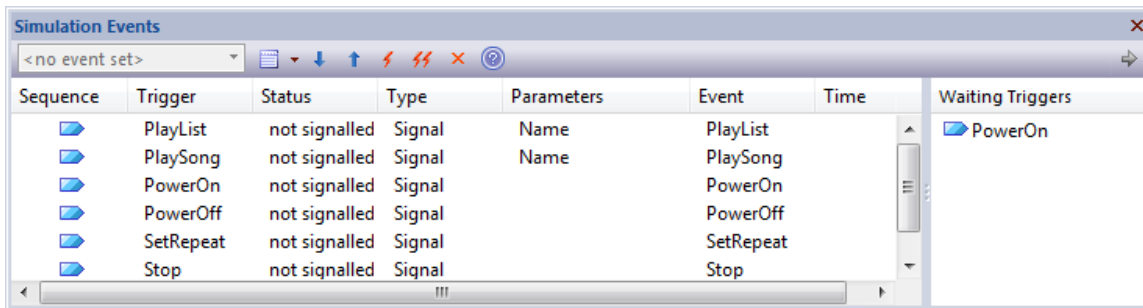 Simulation Events
<no event set>
Sequence Trigger Status Type Parameters Event Time Waiting Triggers
PlayList not signalled Signal Name PlayList PowerOn
PlaySong not signalled Signal Name PlaySong
PowerOn not signalled Signal PowerOn
PowerOff not signalled Signal PowerOff
SetRepeat not signalled Signal SetRepeat
Stop not signalled Signal Stop